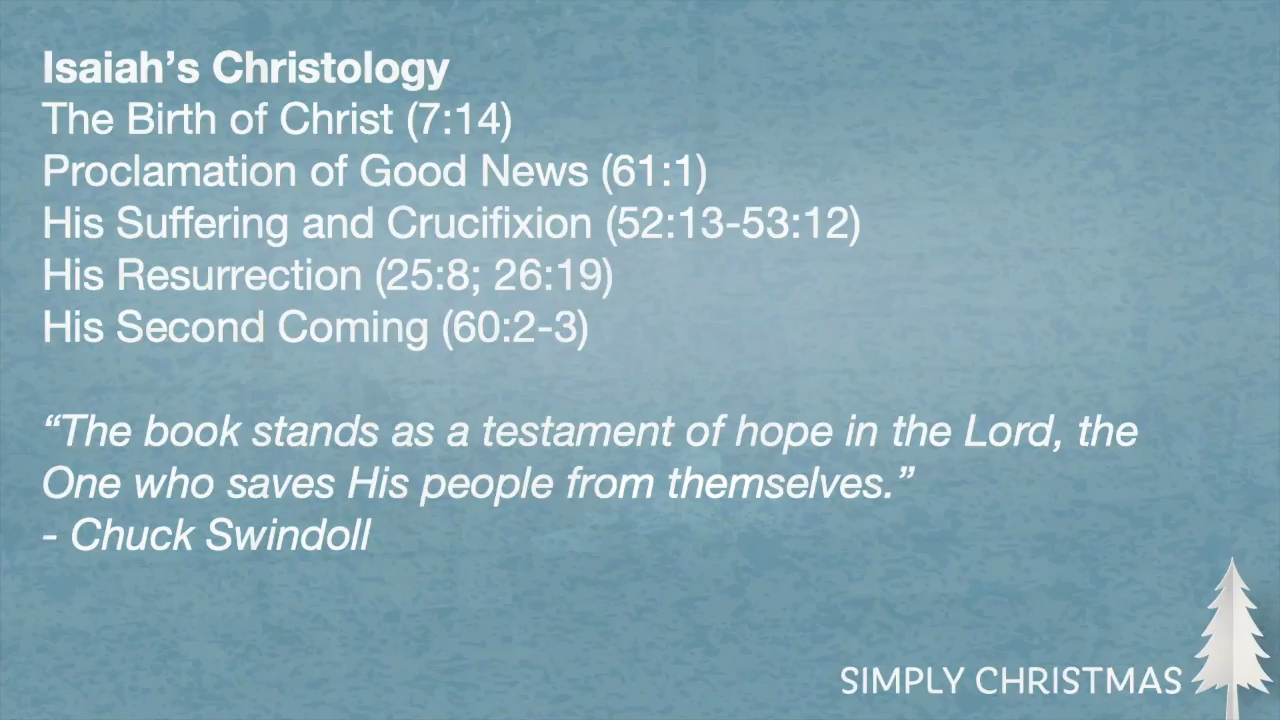 Isaiah’s Christology
The Birth of Christ (7:14)
Proclamation of Good News (61:1)
His Suffering and Crucifixion (52:13-53:12)
His Resurrection (25:8; 26:19)
His Second Coming (60:2-3)
“The book stands as a testament of hope in the Lord, the
One who saves His people from themselves.”
- Chuck Swindoll
SIMPLY CHRISTMAS